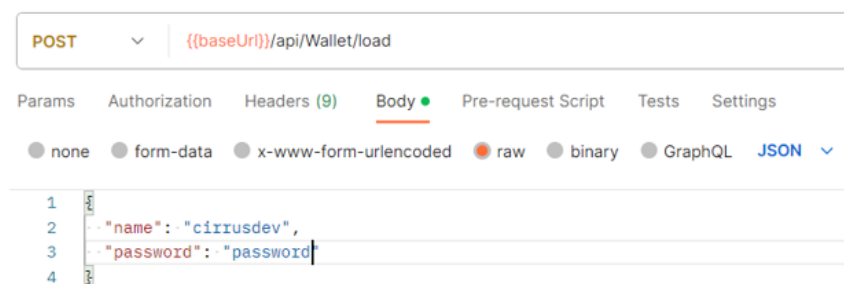 POST {{baseUrl}}/api/Wallet/load
Params Authorization Headers (9) Body Pre-request Script Tests Settings
none form-data x-www-form-urlencoded raw binary GraphQL JSON
1 {
2 "name": "cirrusdev",
3 "password": "password"
4 }